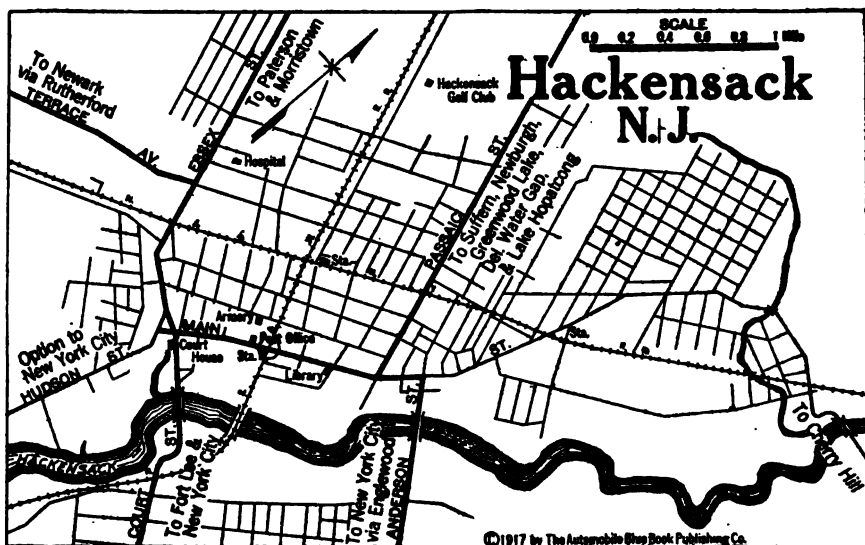 SCALE
0.0 0.2 0.4 0.6 0.8 1 Mile
Hackensack
N. J.
To Newark
via Rutherford
TERRACE
AV.
ESSEX
ST.
To Paterson
& Morristown
Hackensack
Golf Club
Hospital
PASSAIC
ST.
To Suffern, Newburgh,
Greenwood Lake,
Del. Water Gap,
& Lake Hopatcong
Sta.
Armory
MAIN
ST.
Post Office
Court
House
Sta.
Library
Sta.
Option to
New York City
HUDSON
ST.
HACKENSACK
COURT
ST.
To Fort Lee &
New York City
To New York City
via Englewood
ANDERSON
ST.
To Cherry Hill
©1917 by The Automobile Blue Book Publishing Co.